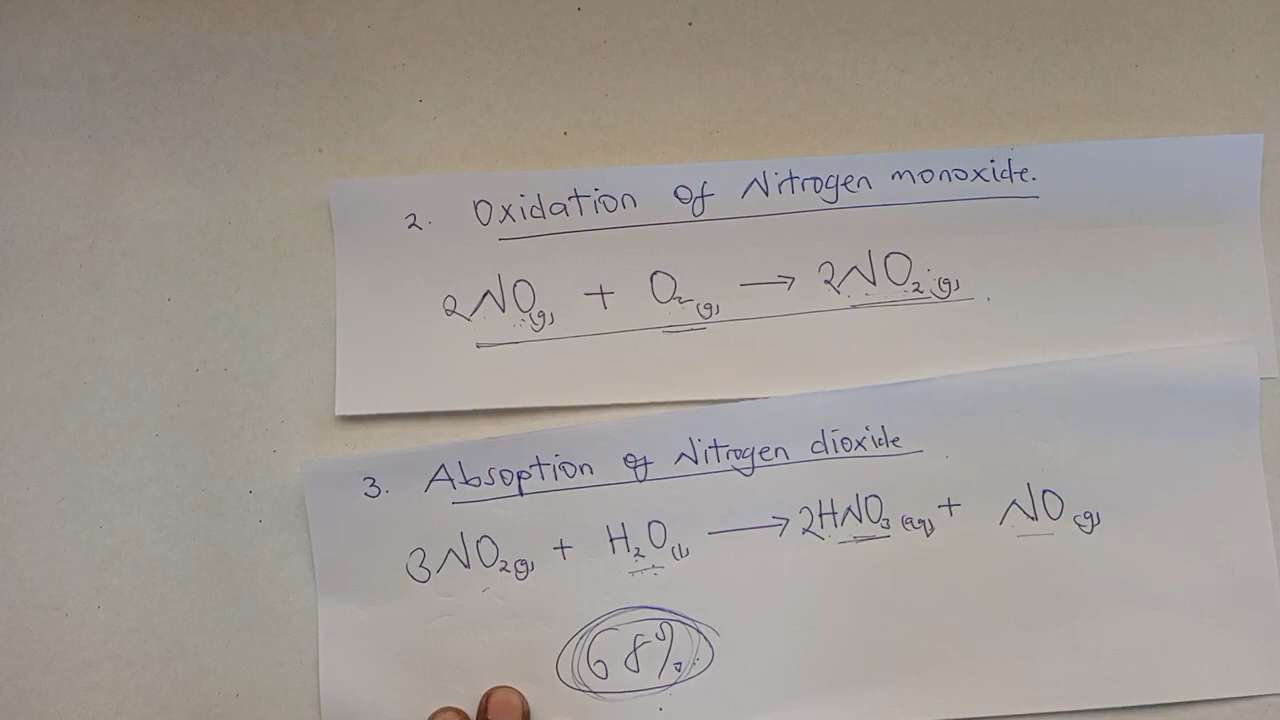 2. Oxidation of Nitrogen monoxide.
2NO(g) + O2(g) → 2NO2(g)
3. Absoption of Nitrogen dioxide
3NO2(g) + H2O(l) → 2HNO3(aq) + NO(g)
68%